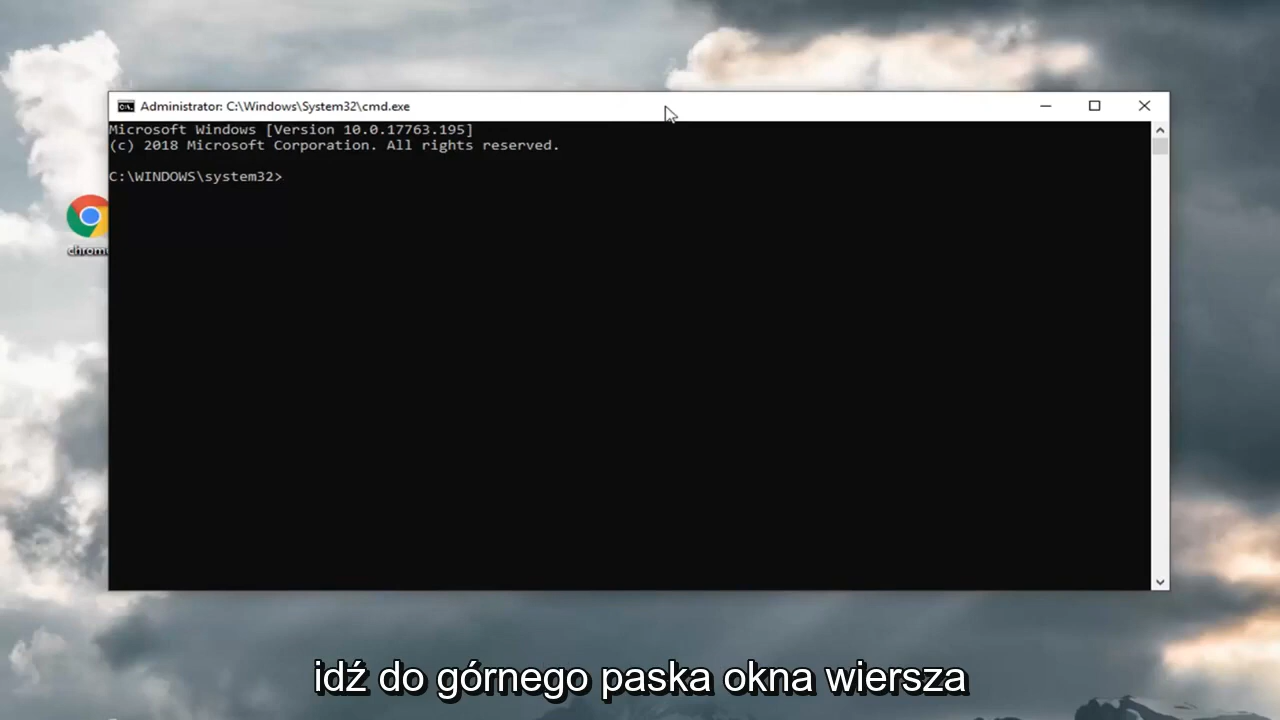 Administrator: C:\Windows\System32\cmd.exe
Microsoft Windows [Version 10.0.17763.195]
(c) 2018 Microsoft Corporation. All rights reserved.
C:\WINDOWS\system32>
chrome
idź do górnego paska okna wiersza